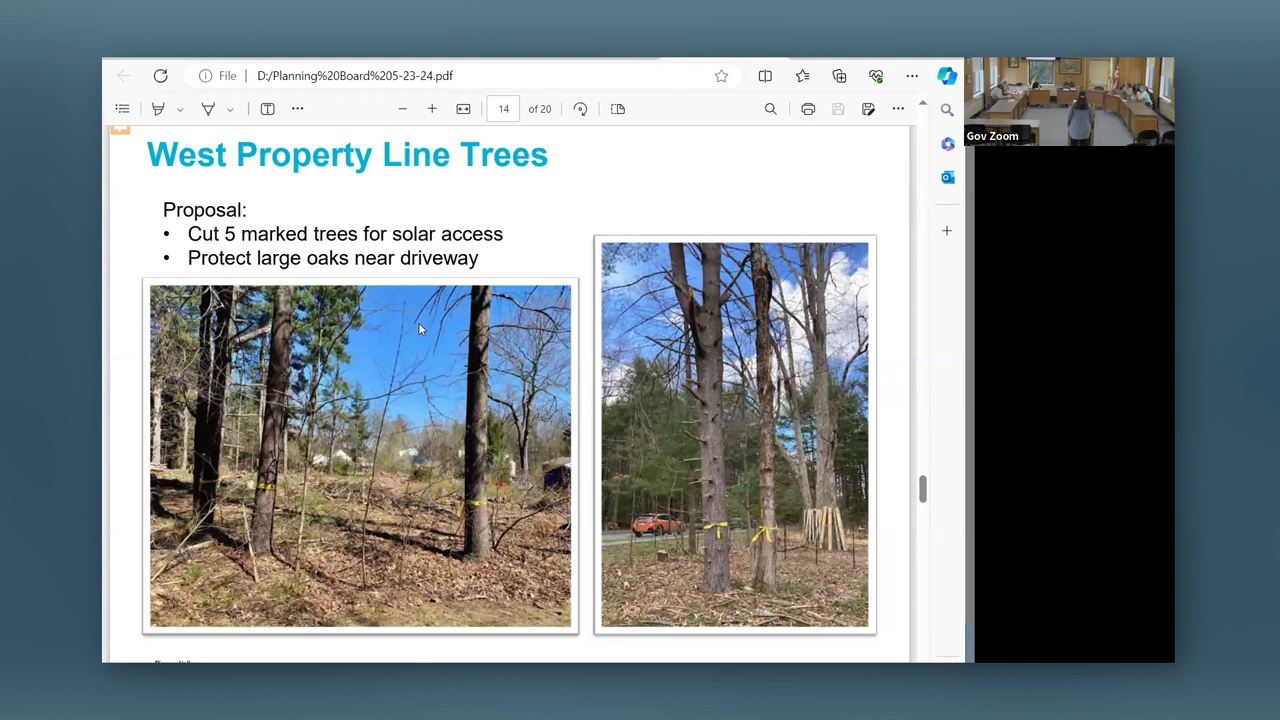 File
D:/Planning%20Board%205-23-24.pdf
14 of 20
Gov Zoom
West Property Line Trees
Proposal:
• Cut 5 marked trees for solar access
• Protect large oaks near driveway